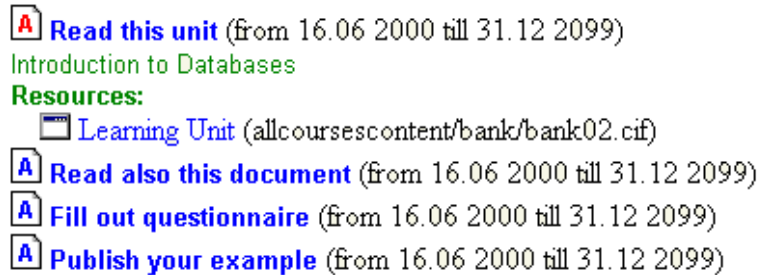 A Read this unit (from 16.06 2000 till 31.12 2099)
Introduction to Databases
Resources:
Learning Unit (allcoursescontent/bank/bank02.cif)
A Read also this document (from 16.06 2000 till 31.12 2099)
A Fill out questionnaire (from 16.06 2000 till 31.12 2099)
A Publish your example (from 16.06 2000 till 31.12 2099)